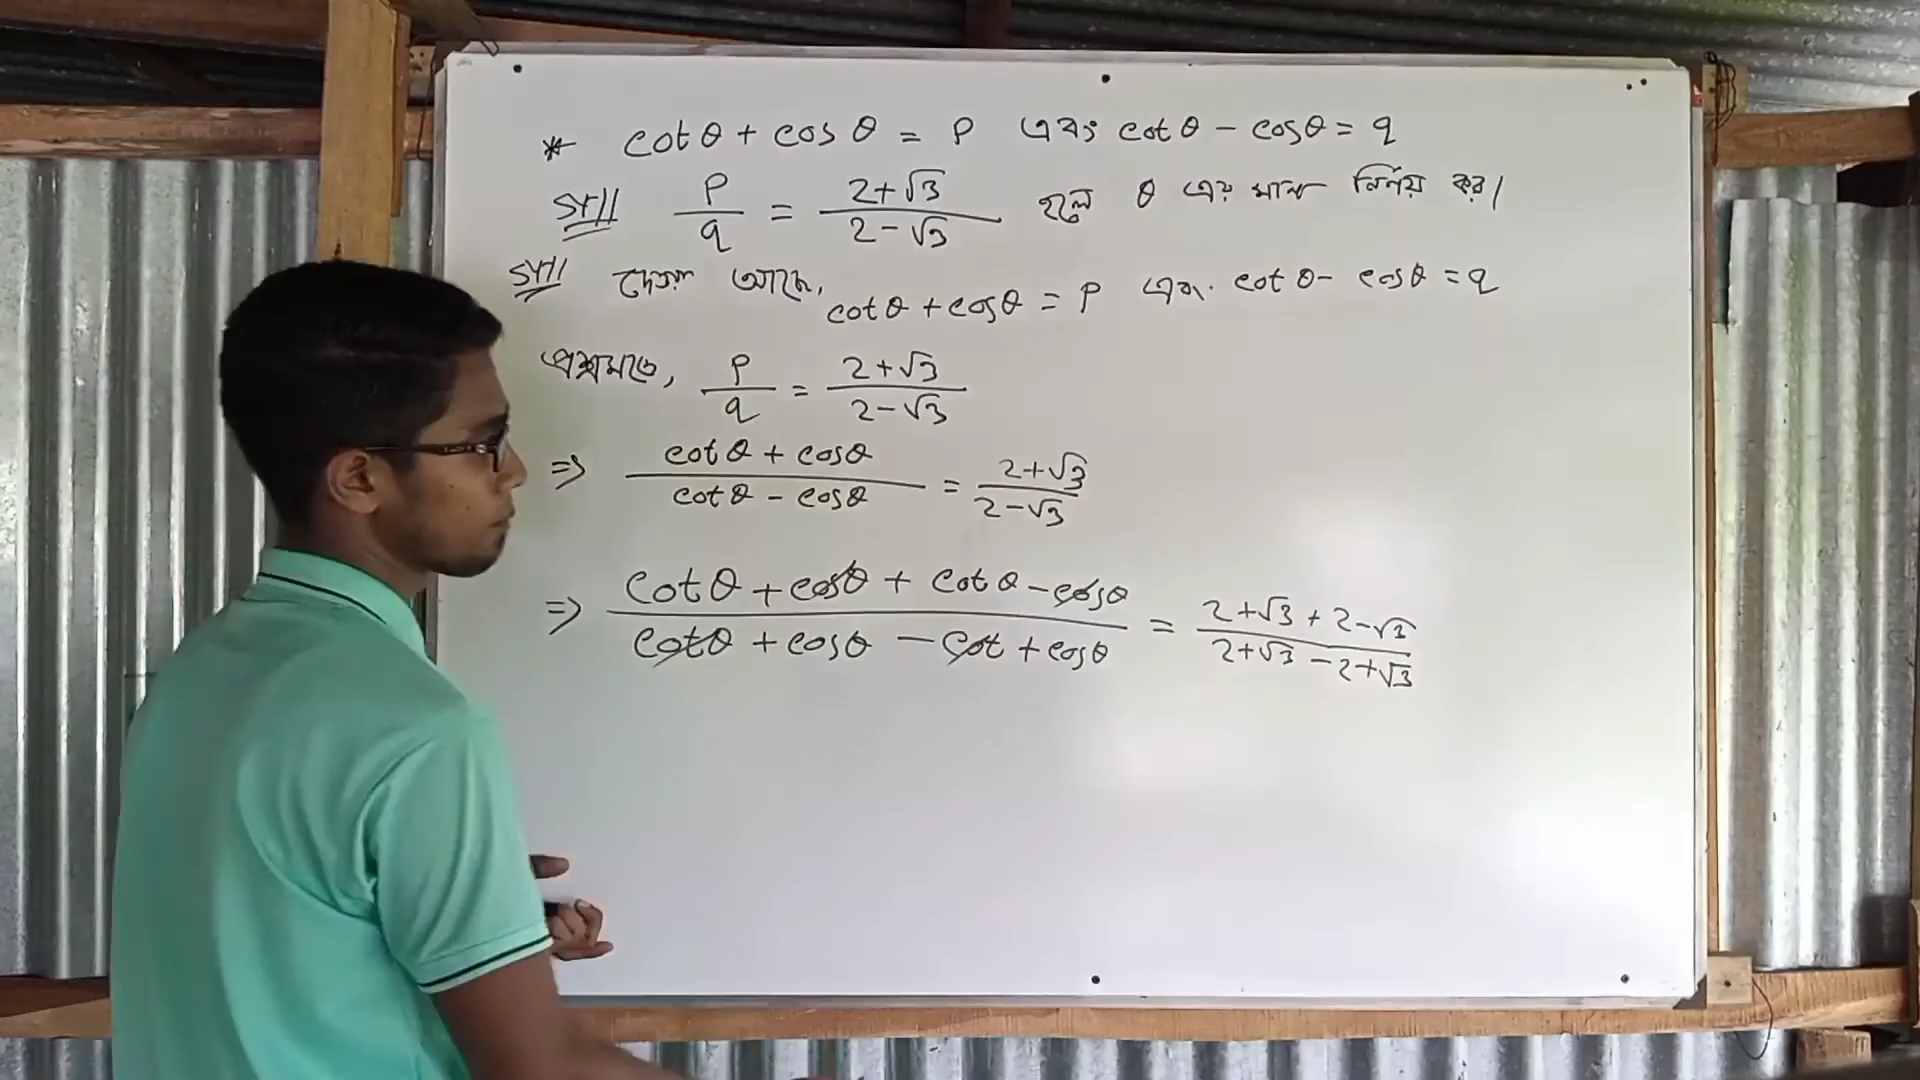 * cotθ + cosθ = P এবং cotθ - cosθ = q
P/q = (2+√3)/(2-√3) হলে θ এর মান নির্ণয় কর।
দেওয়া আছে, cotθ + cosθ = P এবং cotθ - cosθ = q
প্রশ্নমতে, P/q = (2+√3)/(2-√3)
=> (cotθ + cosθ)/(cotθ - cosθ) = (2+√3)/(2-√3)
=> (cotθ + cosθ + cotθ - cosθ)/(cotθ + cosθ - cot + cosθ) = (2+√3+2-√3)/(2+√3-2+√3)